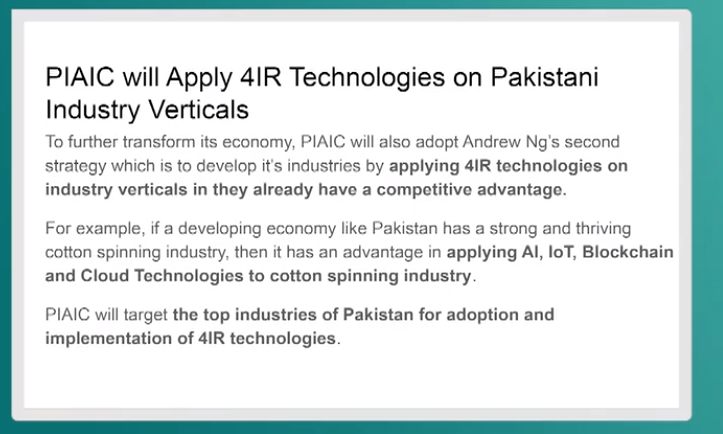 PIAIC will Apply 4IR Technologies on Pakistani
Industry Verticals
To further transform its economy, PIAIC will also adopt Andrew Ng's second
strategy which is to develop it's industries by applying 4IR technologies on
industry verticals in they already have a competitive advantage.
For example, if a developing economy like Pakistan has a strong and thriving
cotton spinning industry, then it has an advantage in applying AI, IoT, Blockchain
and Cloud Technologies to cotton spinning industry.
PIAIC will target the top industries of Pakistan for adoption and
implementation of 4IR technologies.